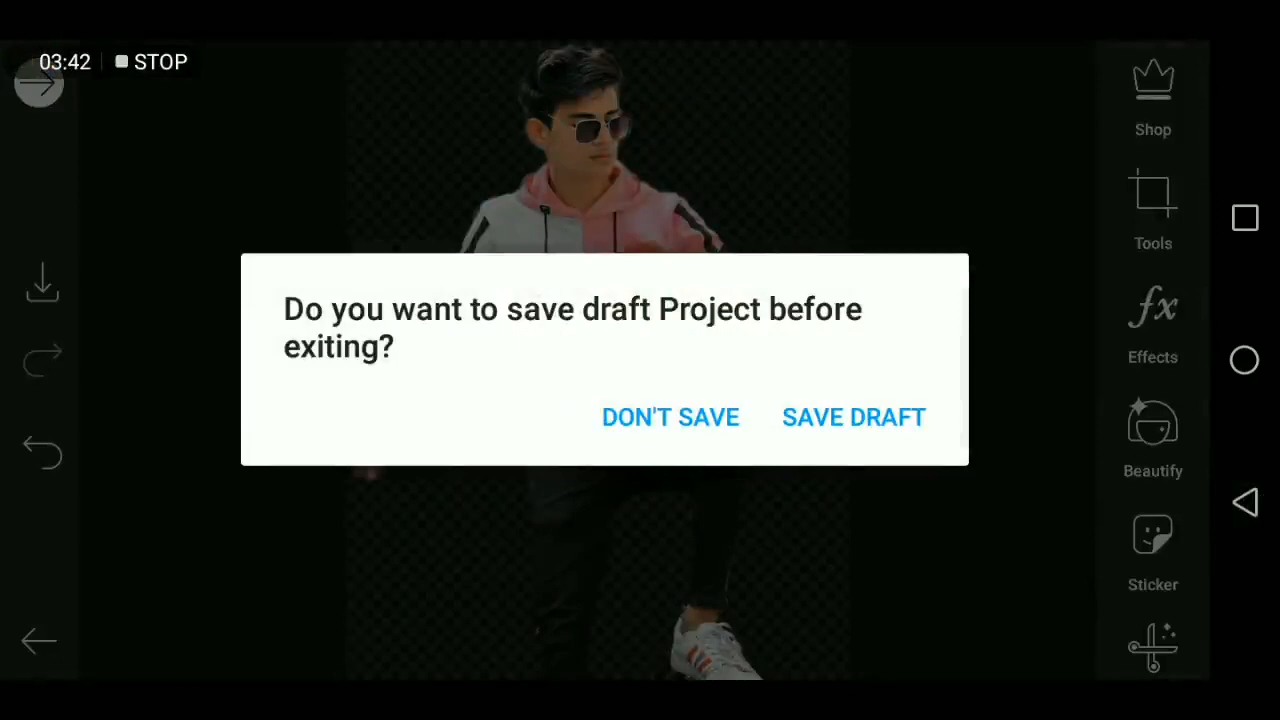 03:42
STOP
Shop
Tools
fx
Effects
Do you want to save draft Project before
exiting?
DON'T SAVE
SAVE DRAFT
Beautify
Sticker